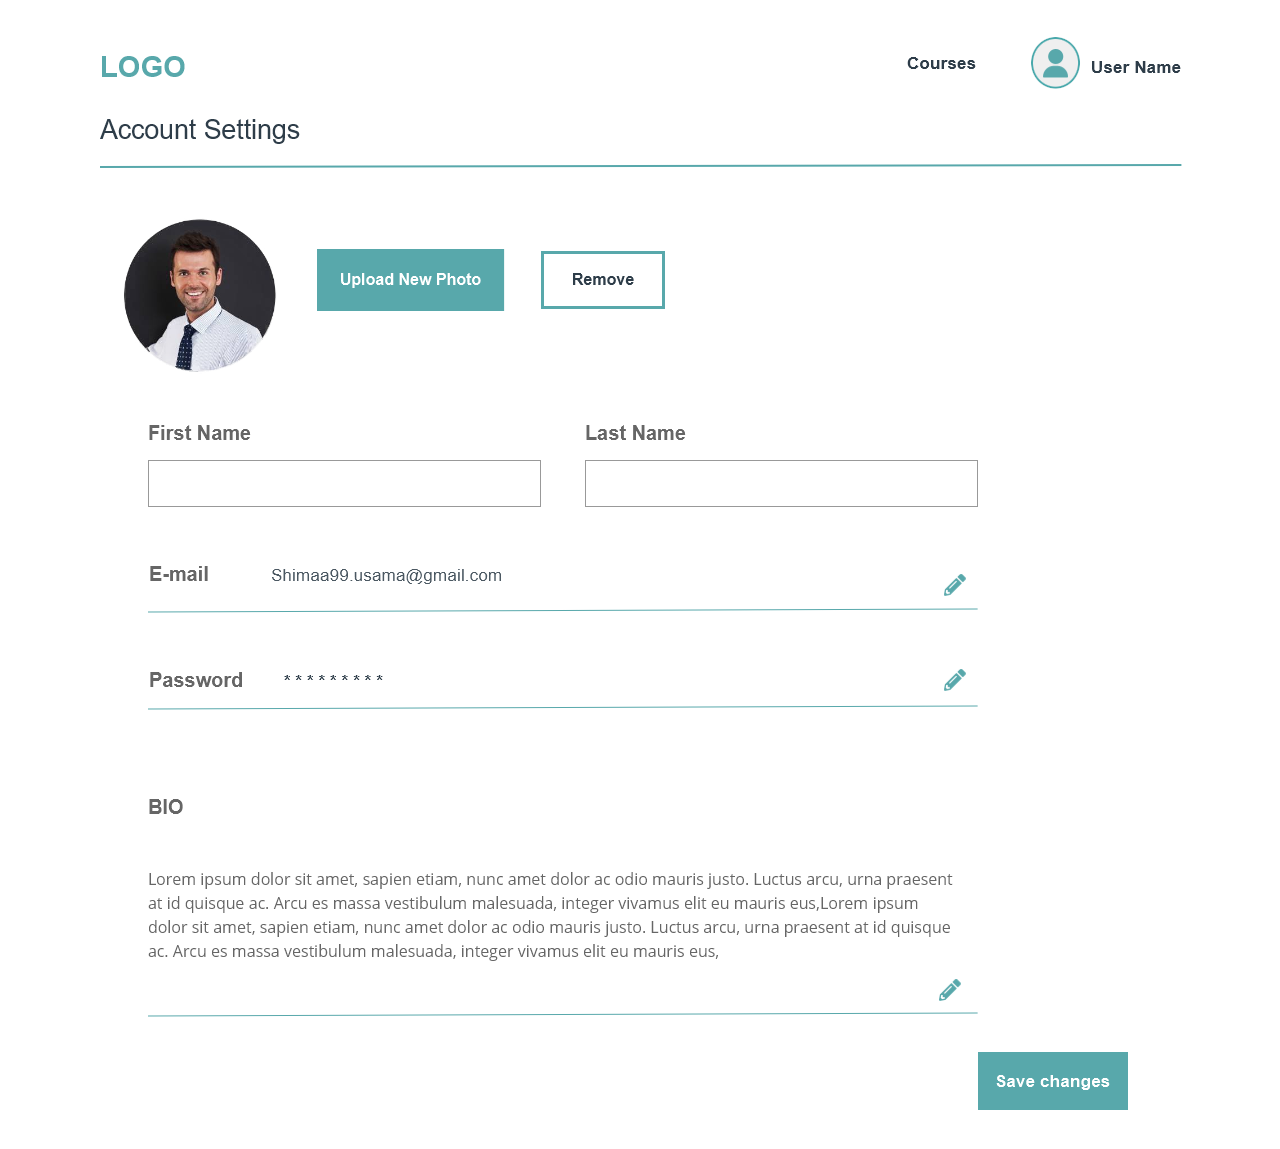 LOGO
Courses
User Name
Account Settings
Upload New Photo
Remove
First Name
Last Name
E-mail
Shimaa99.usama@gmail.com
Password
* * * * * * * * *
BIO
Lorem ipsum dolor sit amet, sapien etiam, nunc amet dolor ac odio mauris justo. Luctus arcu, urna praesent
at id quisque ac. Arcu es massa vestibulum malesuada, integer vivamus elit eu mauris eus,Lorem ipsum
dolor sit amet, sapien etiam, nunc amet dolor ac odio mauris justo. Luctus arcu, urna praesent at id quisque
ac. Arcu es massa vestibulum malesuada, integer vivamus elit eu mauris eus,
Save changes